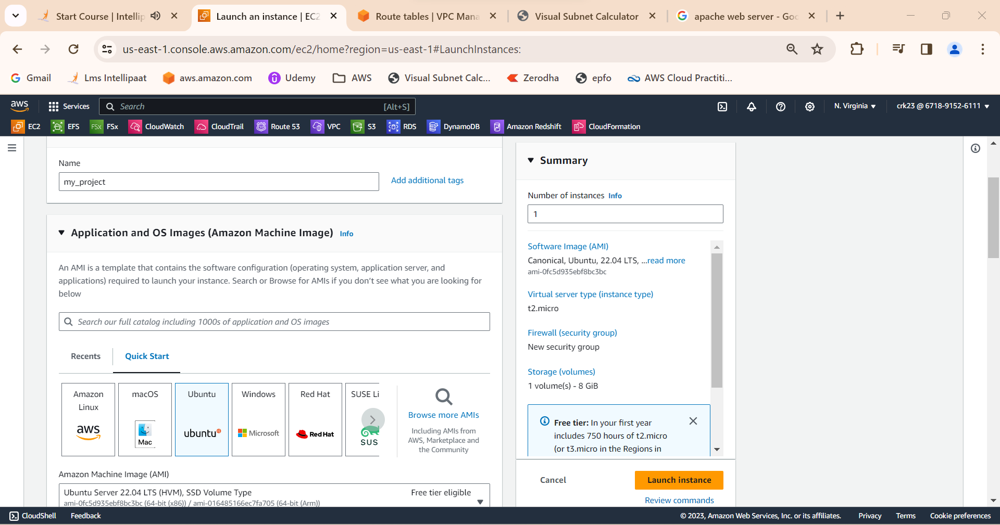 Start Course | Intellip
Launch an instance | EC2
Route tables | VPC Mana
Visual Subnet Calculator
apache web server - Goo
us-east-1.console.aws.amazon.com/ec2/home?region=us-east-1#LaunchInstances:
Gmail
Lms Intellipaat
aws.amazon.com
Udemy
AWS
Visual Subnet Calc...
Zerodha
epfo
AWS Cloud Practiti...
aws
Services
Search
[Alt+S]
N. Virginia
crk23 @ 6718-9152-6111
EC2
EFS
FSx
FSx
CloudWatch
CloudTrail
Route 53
VPC
S3
RDS
DynamoDB
Amazon Redshift
CloudFormation
Name
my_project
Add additional tags
Application and OS Images (Amazon Machine Image) Info
An AMI is a template that contains the software configuration (operating system, application server, and
applications) required to launch your instance. Search or Browse for AMIs if you don’t see what you are looking for
below
Search our full catalog including 1000s of application and OS images
Recents
Quick Start
Amazon
Linux
aws
macOS
Mac
Ubuntu
ubuntu
Windows
Microsoft
Red Hat
Red Hat
SUSE Li
SUS
Browse more AMIs
Including AMIs from
AWS, Marketplace and
the Community
Amazon Machine Image (AMI)
Ubuntu Server 22.04 LTS (HVM), SSD Volume Type
Free tier eligible
ami-0fc5d935ebf8bc3bc (64-bit (x86)) / ami-016485166ec7fa705 (64-bit (Arm))
Summary
Number of instances Info
1
Software Image (AMI)
Canonical, Ubuntu, 22.04 LTS, ...read more
ami-0fc5d935ebf8bc3bc
Virtual server type (instance type)
t2.micro
Firewall (security group)
New security group
Storage (volumes)
1 volume(s) - 8 GiB
Free tier: In your first year
includes 750 hours of t2.micro
(or t3.micro in the Regions in
Cancel
Launch instance
Review commands
CloudShell
Feedback
© 2023, Amazon Web Services, Inc. or its affiliates.
Privacy
Terms
Cookie preferences